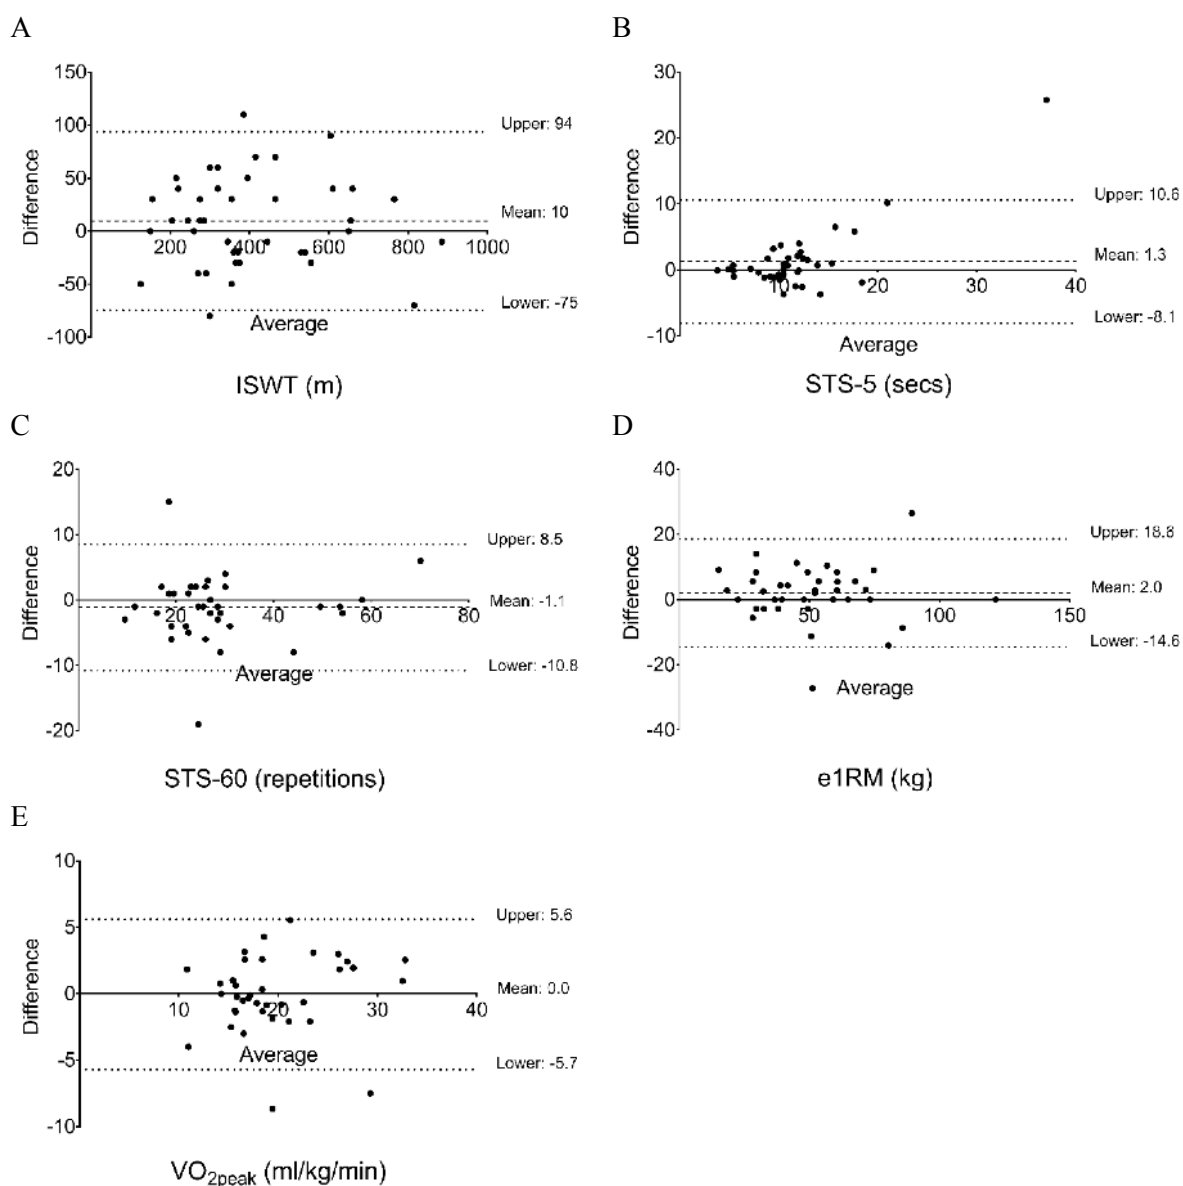 A
150
100
50
0
-50
-100
Difference
200 400 600 800 1000
Upper: 94
Mean: 10
Lower: -75
Average
ISWT (m)
B
30
20
10
0
-10
Difference
10 20 30 40
Upper: 10.6
Mean: 1.3
Lower: -8.1
Average
STS-5 (secs)
C
20
10
0
-10
-20
Difference
20 40 60 80
Upper: 8.5
Mean: -1.1
Lower: -10.8
Average
STS-60 (repetitions)
D
40
20
0
-20
-40
Difference
50 100 150
Upper: 18.6
Mean: 2.0
Lower: -14.6
Average
e1RM (kg)
E
10
5
0
-5
-10
Difference
10 20 30 40
Upper: 5.6
Mean: 0.0
Lower: -5.7
Average
VO2peak (ml/kg/min)